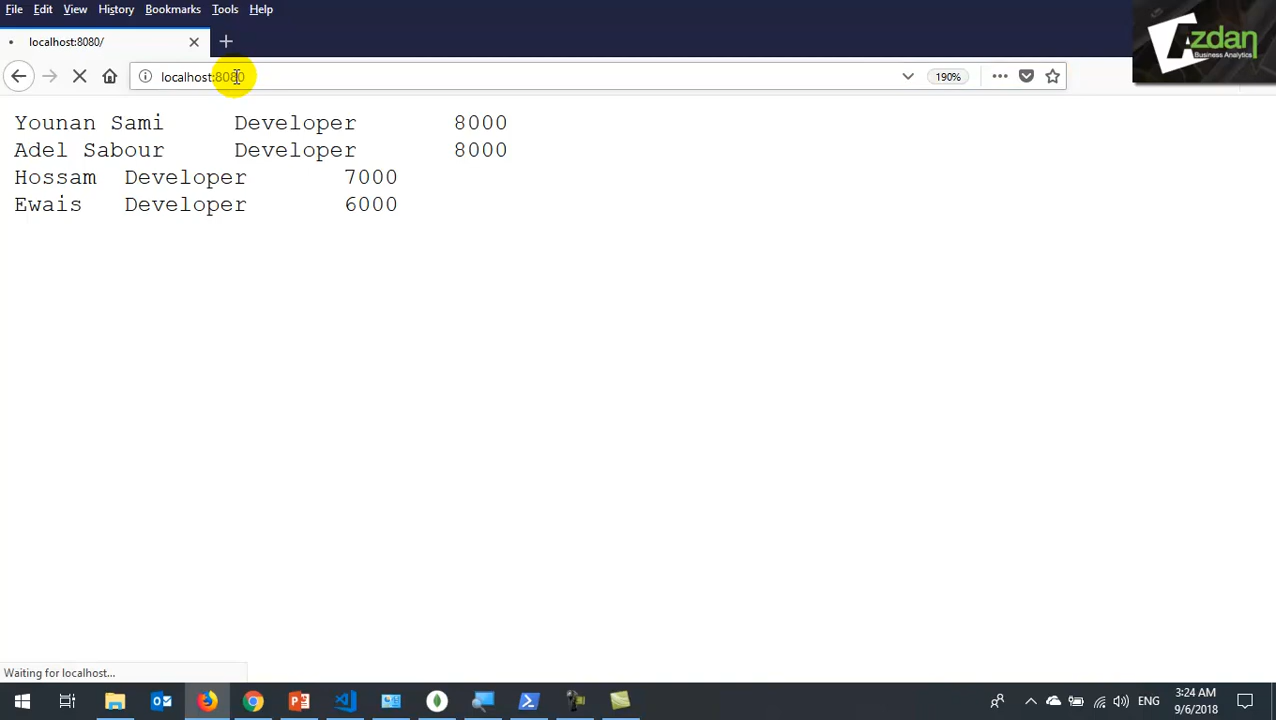 File Edit View History Bookmarks Tools Help
Azdan
Business Analytics
localhost:8080/
localhost:8080
190%
Younan Sami Developer 8000
Adel Sabour Developer 8000
Hossam Developer 7000
Ewais Developer 6000
Waiting for localhost...
ENG
3:24 AM
9/6/2018